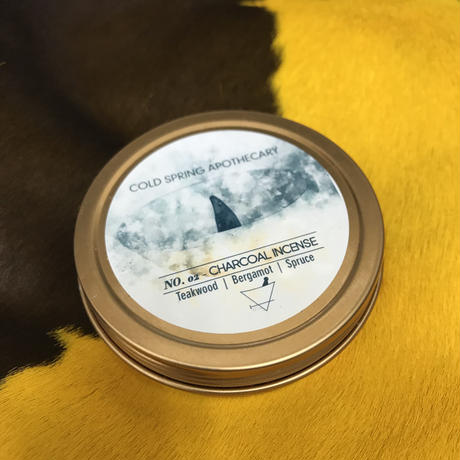 COLD SPRING APOTHECARY
NO. 02 - CHARCOAL INCENSE
Teakwood | Bergamot | Spruce